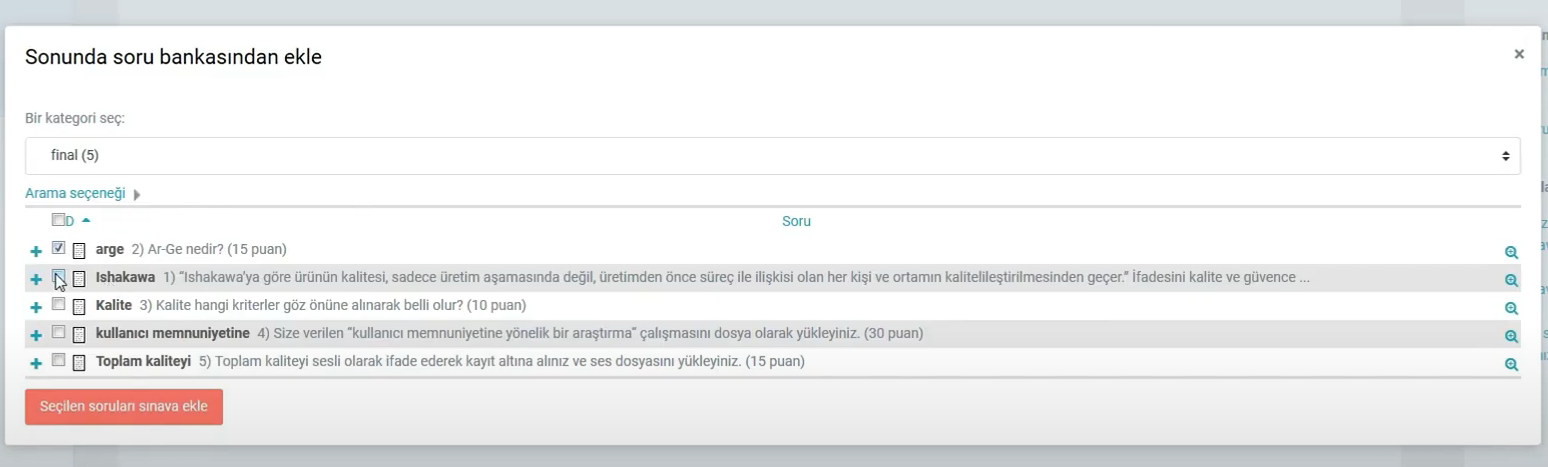 Sonunda soru bankasından ekle
×
Bir kategori seç:
final (5)
Arama seçeneği
D Soru
arge 2) Ar-Ge nedir? (15 puan)
Ishakawa 1) “Ishakawa’ya göre ürünün kalitesi, sadece üretim aşamasında değil, üretimden önce süreç ile ilişkisi olan her kişi ve ortamın kalitelileştirilmesinden geçer.” İfadesini kalite ve güvence ...
Kalite 3) Kalite hangi kriterler göz önüne alınarak belli olur? (10 puan)
kullanıcı memnuniyetine 4) Size verilen “kullanıcı memnuniyetine yönelik bir araştırma” çalışmasını dosya olarak yükleyiniz. (30 puan)
Toplam kaliteyi 5) Toplam kaliteyi sesli olarak ifade ederek kayıt altına alınız ve ses dosyasını yükleyiniz. (15 puan)
Seçilen soruları sınava ekle